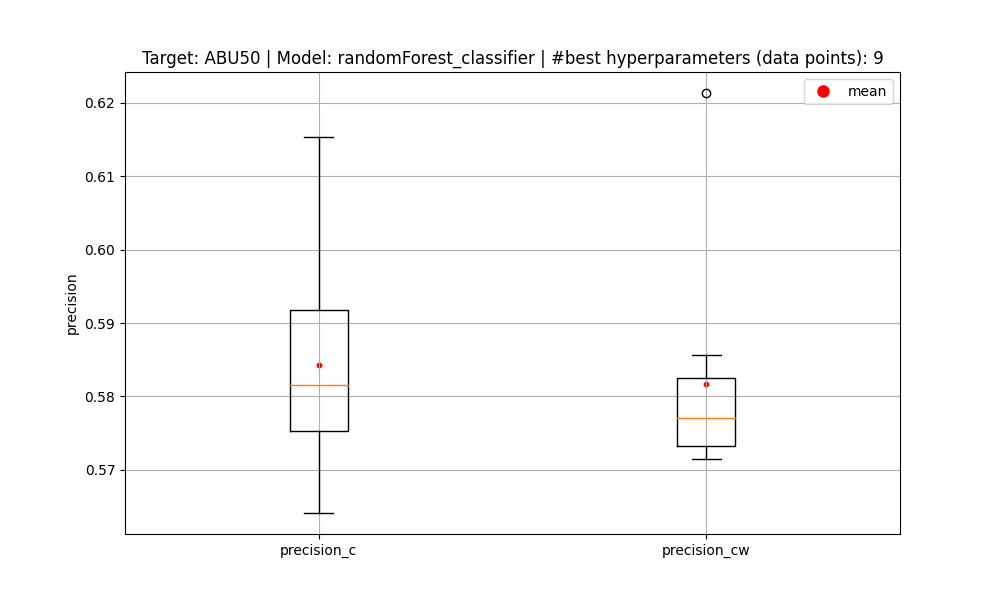 Target: ABU50 | Model: randomForest_classifier | #best hyperparameters (data points): 9
mean
0.62
0.61
0.60
0.59
0.58
0.57
precision
precision_c
precision_cw